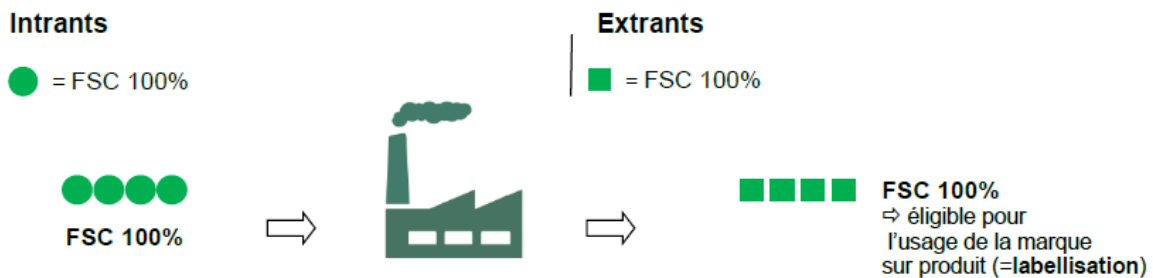 Intrants
= FSC 100%
FSC 100%
Extrants
= FSC 100%
FSC 100%
⇨ éligible pour
l'usage de la marque
sur produit (=labellisation)